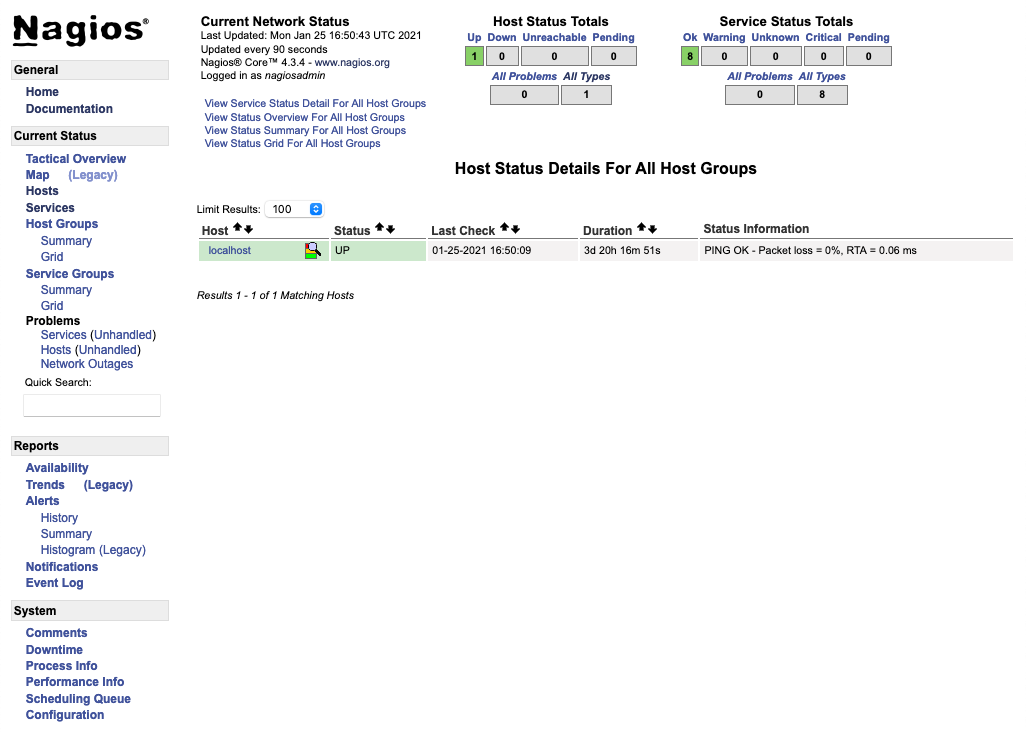 Nagios®
General
Home
Documentation
Current Status
Tactical Overview
Map (Legacy)
Hosts
Services
Host Groups
Summary
Grid
Service Groups
Summary
Grid
Problems
Services (Unhandled)
Hosts (Unhandled)
Network Outages
Quick Search:
Reports
Availability
Trends (Legacy)
Alerts
History
Summary
Histogram (Legacy)
Notifications
Event Log
System
Comments
Downtime
Process Info
Performance Info
Scheduling Queue
Configuration
Current Network Status
Last Updated: Mon Jan 25 16:50:43 UTC 2021
Updated every 90 seconds
Nagios® Core™ 4.3.4 - www.nagios.org
Logged in as nagiosadmin
View Service Status Detail For All Host Groups
View Status Overview For All Host Groups
View Status Summary For All Host Groups
View Status Grid For All Host Groups
Host Status Totals
Up Down Unreachable Pending
1 0 0 0
All Problems All Types
0 1
Service Status Totals
Ok Warning Unknown Critical Pending
8 0 0 0 0
All Problems All Types
0 8
Host Status Details For All Host Groups
Limit Results: 100
Host Status Last Check Duration Status Information
localhost UP 01-25-2021 16:50:09 3d 20h 16m 51s PING OK - Packet loss = 0%, RTA = 0.06 ms
Results 1 - 1 of 1 Matching Hosts